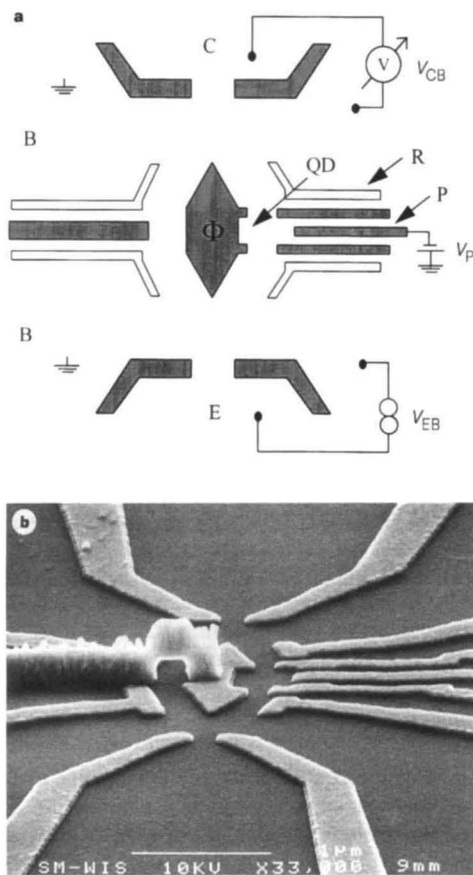 a
C
V
V_CB
B
QD
R
P
Φ
V_P
B
E
V_EB
b
1µm
SM-WIS 10KV X33,000 9mm